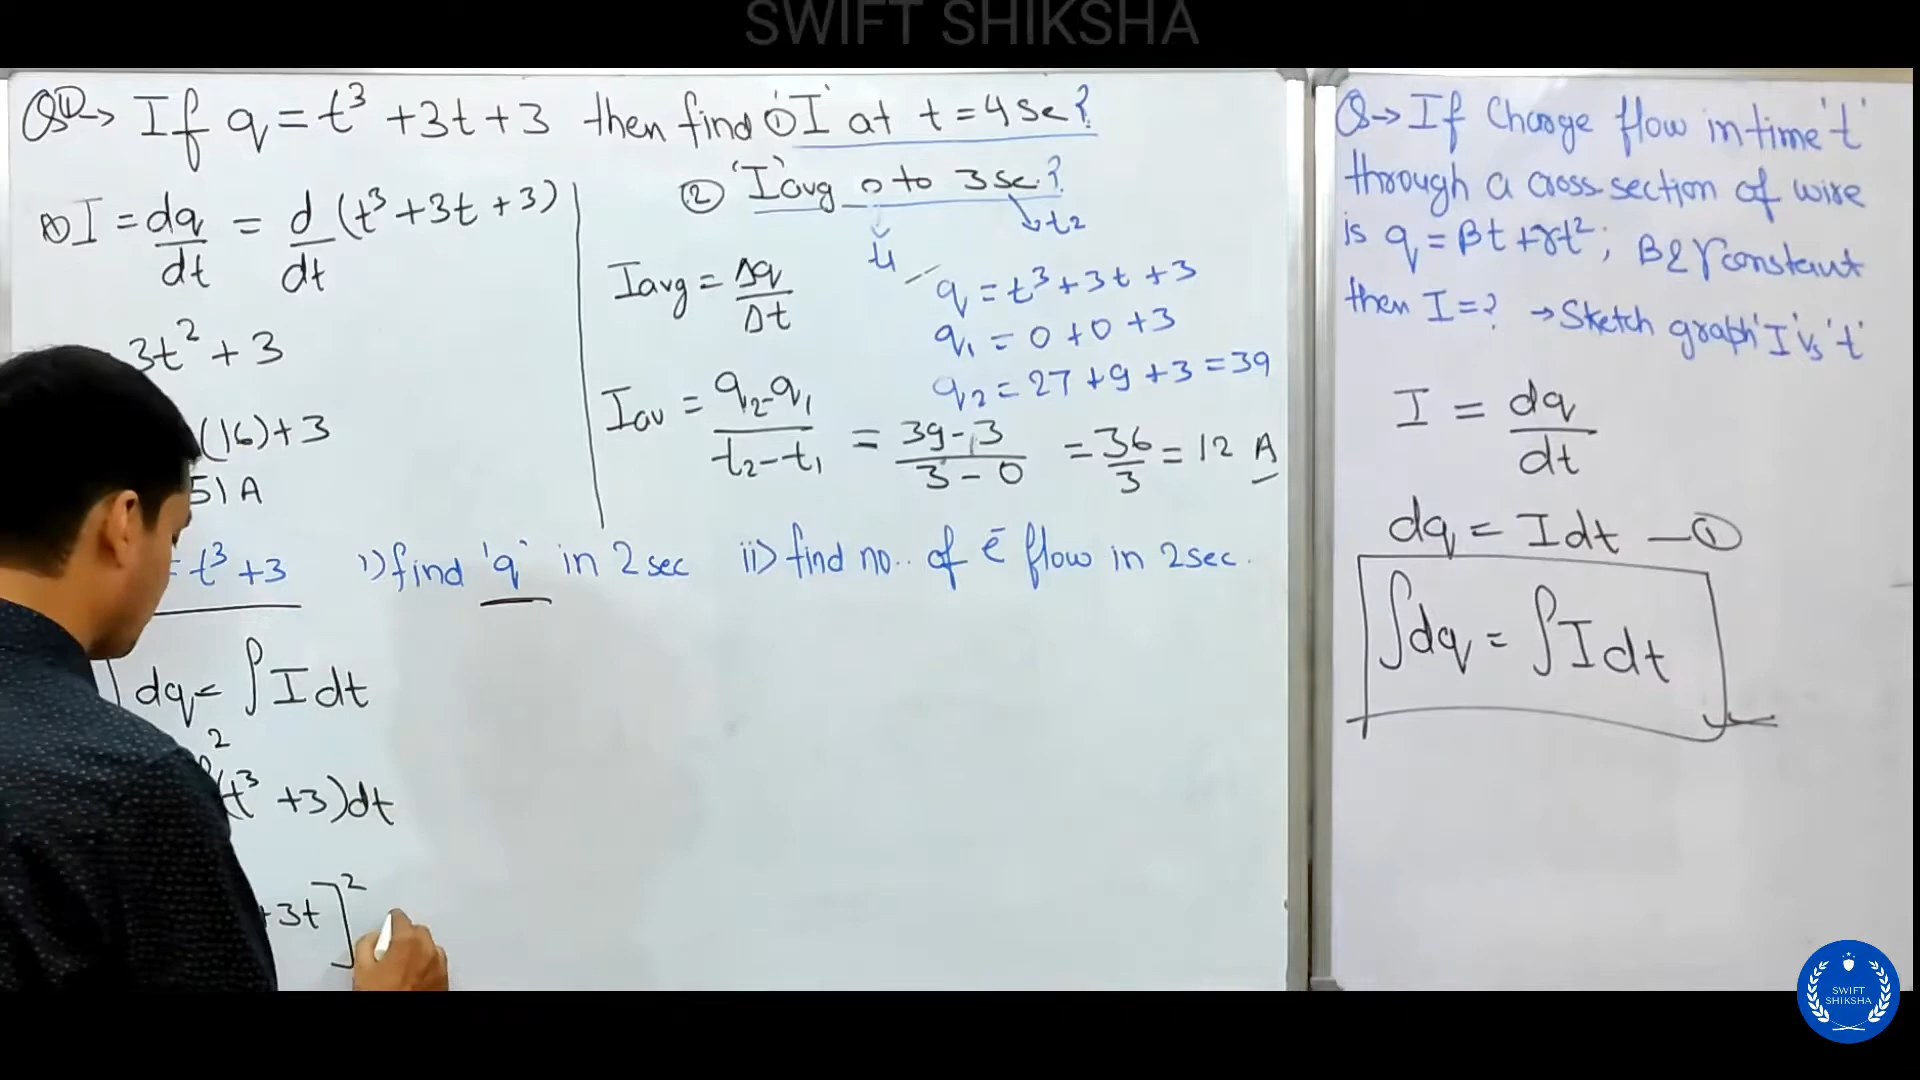 SWIFT SHIKSHA
Q①→ If q = t³ + 3t + 3 then find ① 'I' at t = 4 sec?
② 'I'avg 0 to 3 sec?
t₁
t₂
① I = dq/dt = d/dt (t³ + 3t + 3)
3t² + 3
(16) + 3
51 A
Iavg = Δq/Δt
q = t³ + 3t + 3
q₁ = 0 + 0 + 3
q₂ = 27 + 9 + 3 = 39
Iav = q₂ - q₁ / t₂ - t₁ = 39 - 3 / 3 - 0 = 36/3 = 12 A
= t³ + 3 i) find 'q' in 2 sec ii) find no. of e⁻ flow in 2 sec.
∫dq = ∫I dt
2
(t³ + 3)dt
+ 3t]²
Q→ If Charge flow in time 't'
through a cross section of wire
is q = βt + γt²; β & γ constant
then I = ? → Sketch graph 'I' vs 't'
I = dq/dt
dq = I dt — ①
∫dq = ∫I dt
SWIFT
SHIKSHA